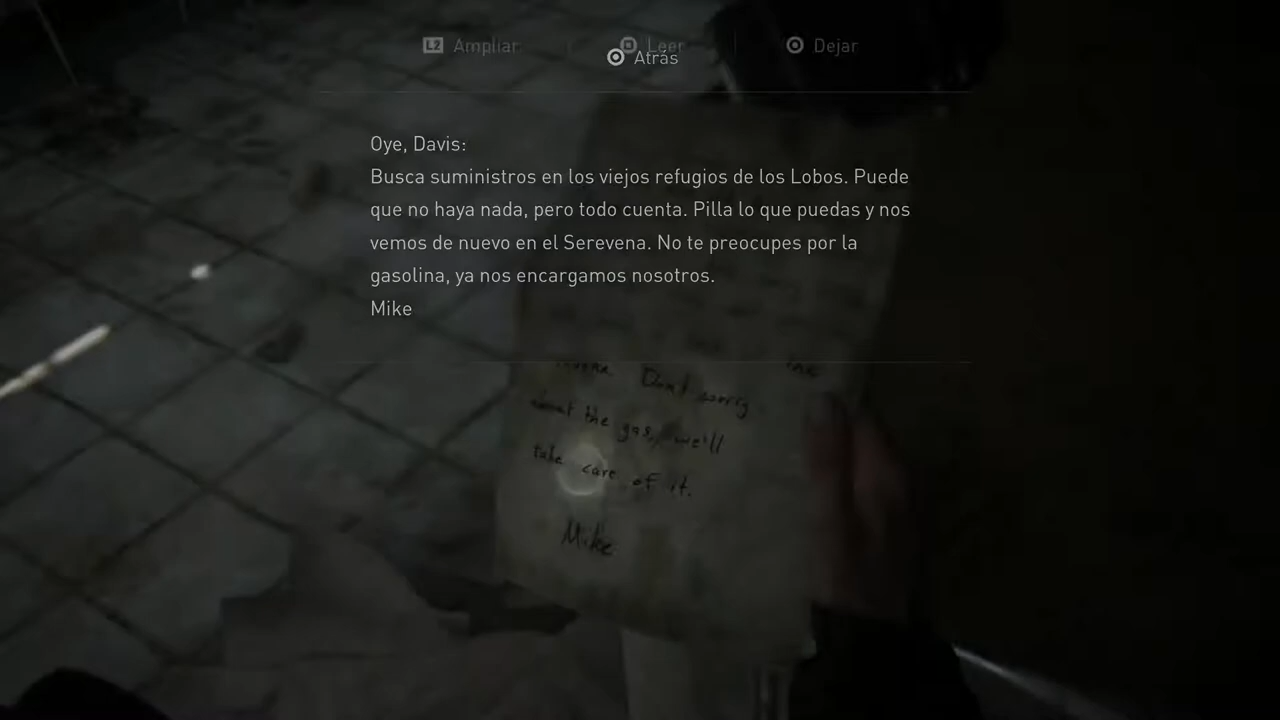 L2 Ampliar
Leer
Dejar
Atrás
Oye, Davis:
Busca suministros en los viejos refugios de los Lobos. Puede
que no haya nada, pero todo cuenta. Pilla lo que puedas y nos
vemos de nuevo en el Serevena. No te preocupes por la
gasolina, ya nos encargamos nosotros.
Mike
Don't worry
about the gas, we'll
take care of it.
Mike